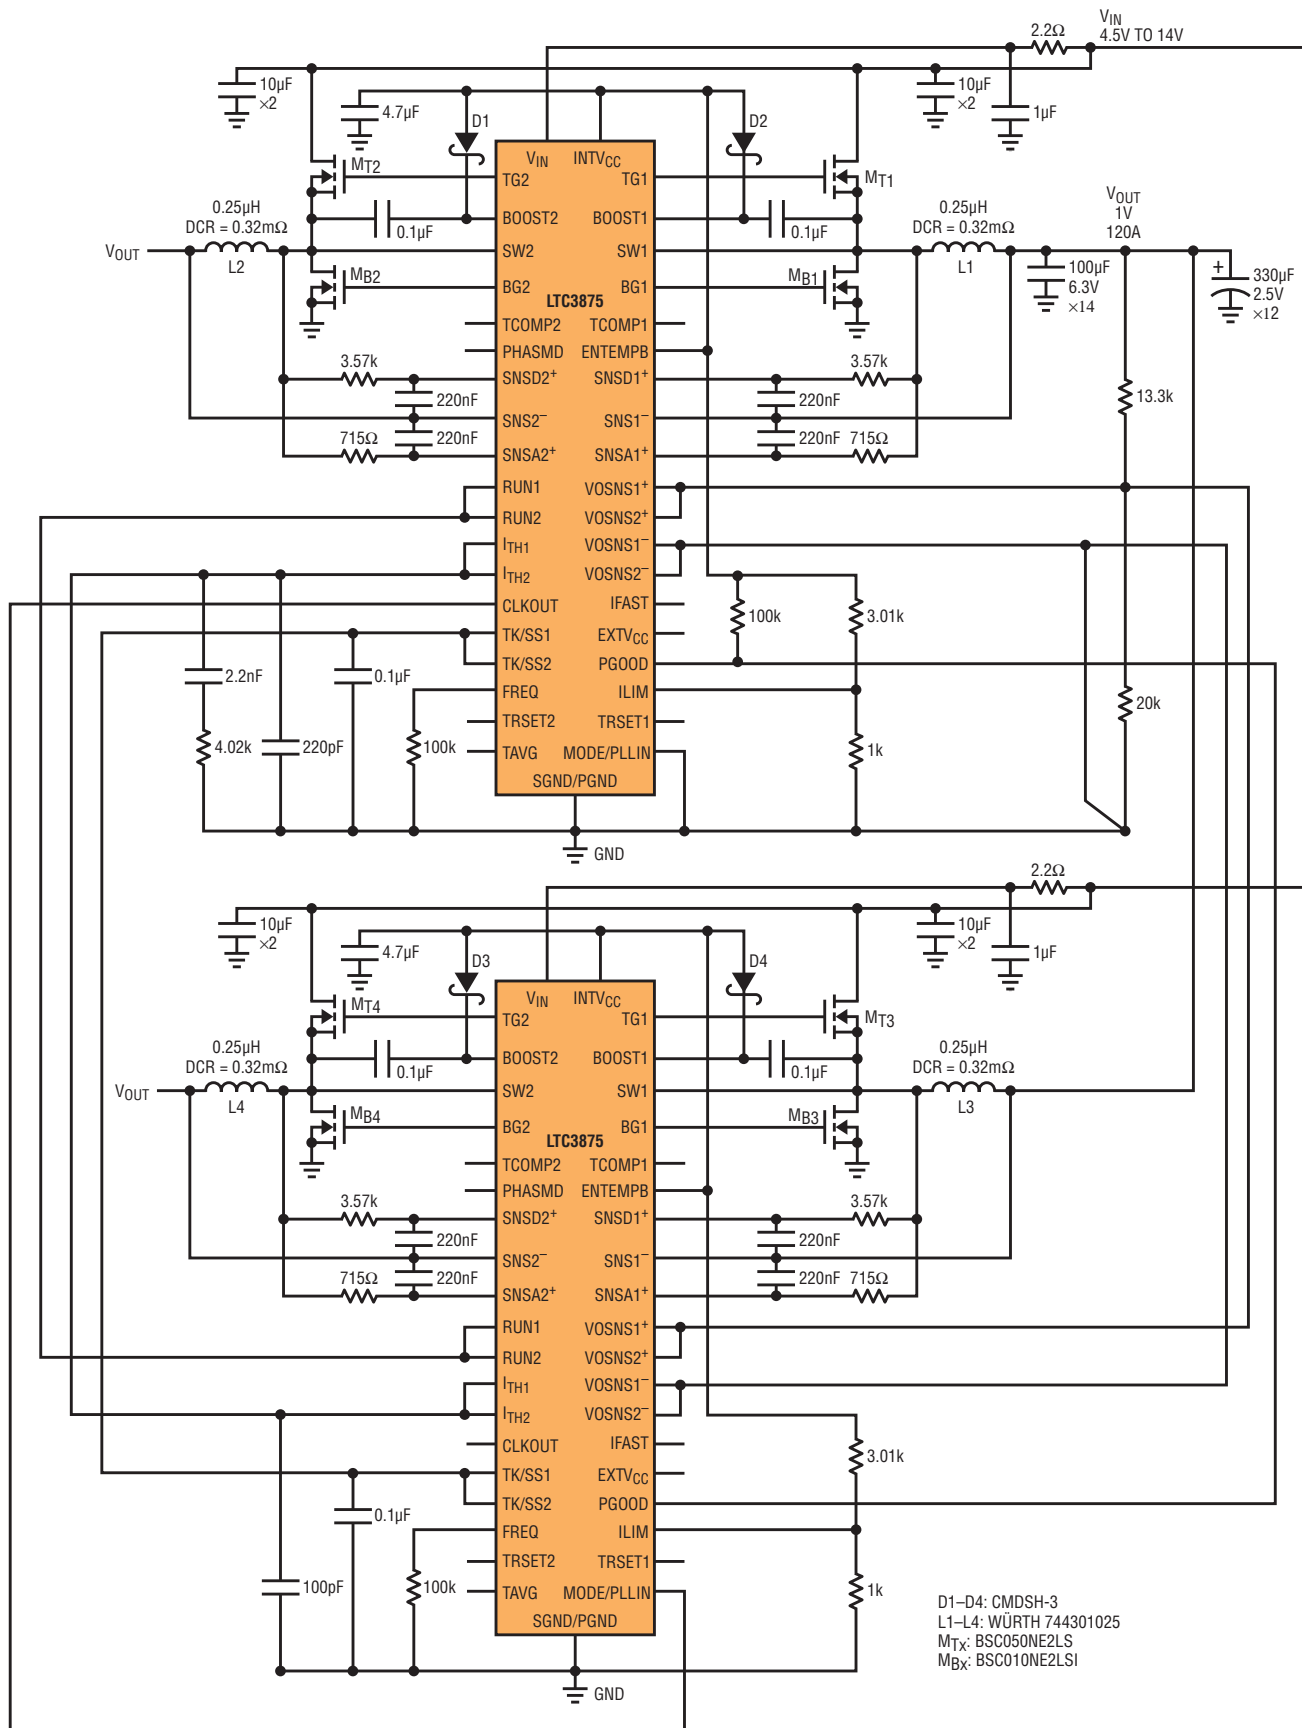 VIN
4.5V TO 14V
2.2Ω
10µF
×2
4.7µF
D1
D2
10µF
×2
1µF
VIN
INTVCC
MT2
TG2
TG1
MT1
0.25µH
DCR = 0.32mΩ
BOOST2
BOOST1
0.1µF
0.1µF
0.25µH
DCR = 0.32mΩ
VOUT
1V
120A
VOUT
L2
SW2
SW1
L1
MB2
BG2
BG1
MB1
100µF
6.3V
×14
+
330µF
2.5V
×12
LTC3875
TCOMP2
TCOMP1
PHASMD
ENTEMPB
3.57k
SNSD2+
SNSD1+
3.57k
220nF
220nF
13.3k
SNS2–
SNS1–
715Ω
220nF
220nF
715Ω
SNSA2+
SNSA1+
RUN1
VOSNS1+
RUN2
VOSNS2+
ITH1
VOSNS1–
ITH2
VOSNS2–
CLKOUT
IFAST
100k
3.01k
TK/SS1
EXTVCC
TK/SS2
PGOOD
2.2nF
0.1µF
FREQ
ILIM
20k
TRSET2
TRSET1
4.02k
220pF
100k
TAVG
MODE/PLLIN
1k
SGND/PGND
GND
2.2Ω
10µF
×2
4.7µF
D3
D4
10µF
×2
1µF
VIN
INTVCC
MT4
TG2
TG1
MT3
0.25µH
DCR = 0.32mΩ
BOOST2
BOOST1
0.1µF
0.1µF
0.25µH
DCR = 0.32mΩ
VOUT
L4
SW2
SW1
L3
MB4
BG2
BG1
MB3
LTC3875
TCOMP2
TCOMP1
PHASMD
ENTEMPB
3.57k
SNSD2+
SNSD1+
3.57k
220nF
220nF
SNS2–
SNS1–
715Ω
220nF
220nF
715Ω
SNSA2+
SNSA1+
RUN1
VOSNS1+
RUN2
VOSNS2+
ITH1
VOSNS1–
ITH2
VOSNS2–
CLKOUT
IFAST
3.01k
TK/SS1
EXTVCC
TK/SS2
PGOOD
0.1µF
FREQ
ILIM
TRSET2
TRSET1
100pF
100k
TAVG
MODE/PLLIN
1k
SGND/PGND
GND
D1–D4: CMDSH-3
L1–L4: WÜRTH 744301025
MTX: BSC050NE2LS
MBX: BSC010NE2LSI